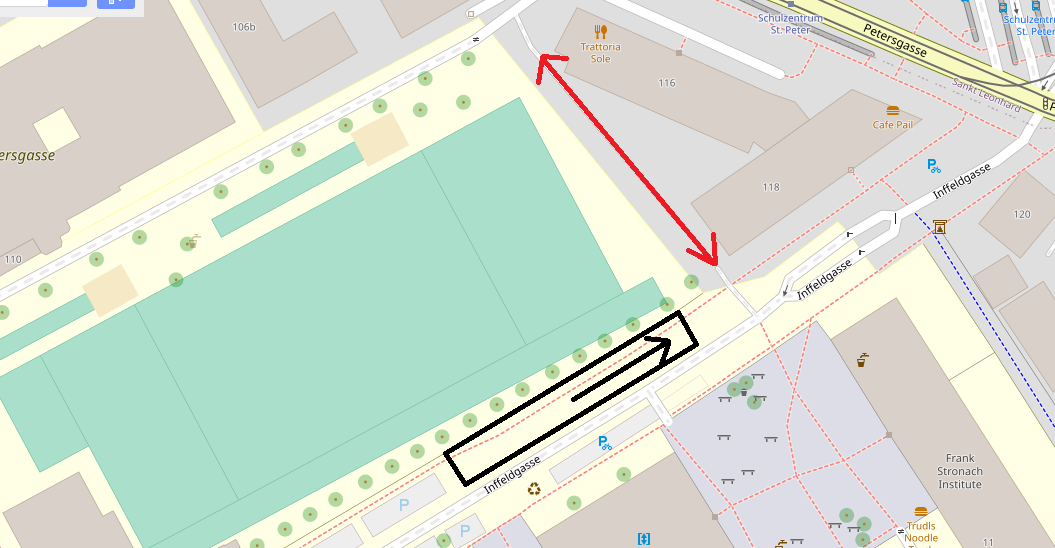 106b
Trattoria
Sole
116
Schulzentrum
St. Peter
Schulzentru
St. Peter
Petersgasse
Sankt Leonhard
P
Cafe Pail
118
Inffeldgasse
120
ersgasse
110
Inffeldgasse
Inffeldgasse
P
P
P
Frank
Stronach
Institute
Trudls
Noodle
11